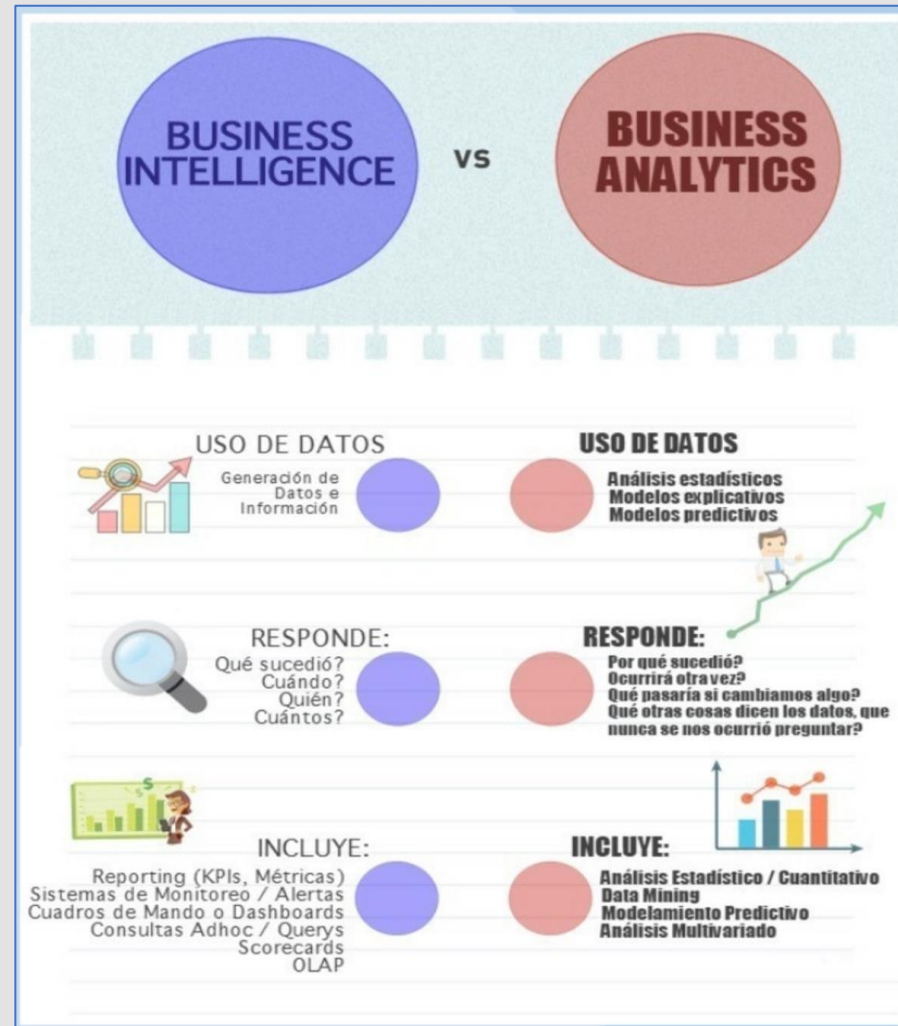 BUSINESS
INTELLIGENCE
vs
BUSINESS
ANALYTICS
USO DE DATOS
Generación de
Datos e
Información
USO DE DATOS
Análisis estadísticos
Modelos explicativos
Modelos predictivos
RESPONDE:
Qué sucedió?
Cuándo?
Quién?
Cuántos?
RESPONDE:
Por qué sucedió?
Ocurrirá otra vez?
Qué pasaría si cambiamos algo?
Qué otras cosas dicen los datos, que
nunca se nos ocurrió preguntar?
$
INCLUYE:
Reporting (KPIs, Métricas)
Sistemas de Monitoreo / Alertas
Cuadros de Mando o Dashboards
Consultas Adhoc / Querys
Scorecards
OLAP
INCLUYE:
Análisis Estadístico / Cuantitativo
Data Mining
Modelamiento Predictivo
Análisis Multivariado